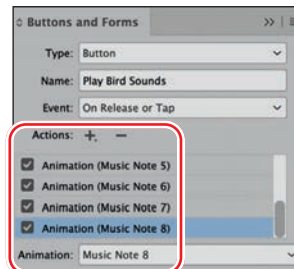 Buttons and Forms
Type: Button
Name: Play Bird Sounds
Event: On Release or Tap
Actions:
Animation (Music Note 5)
Animation (Music Note 6)
Animation (Music Note 7)
Animation (Music Note 8)
Animation: Music Note 8